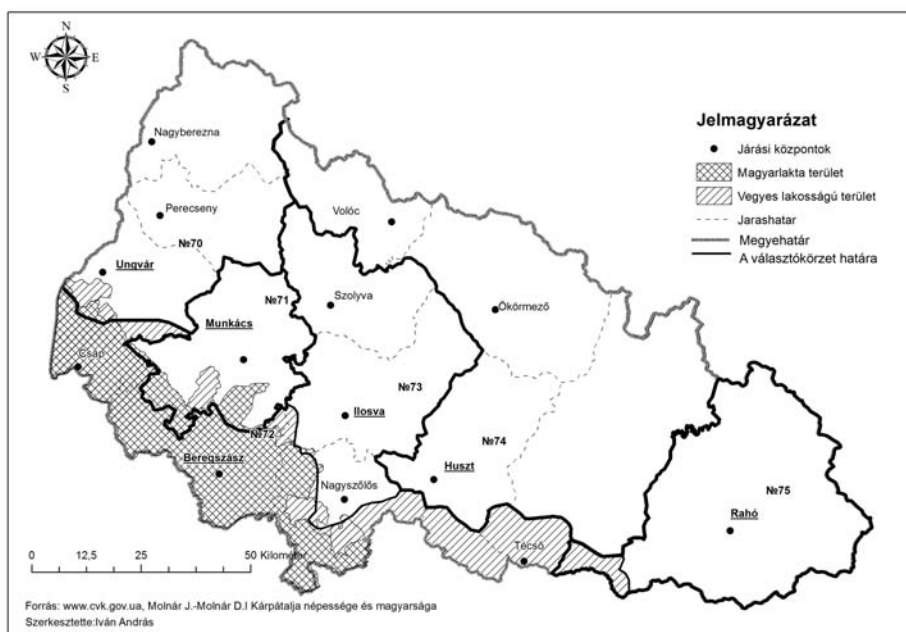 N
W E
S
Nagyberezna
Perecseny
Volóc
№70
Ungvár
№71
Szolyva
Ökörmező
Munkács
Csáp
№73
Ilosva
№72
№74
Beregszász
Huszt
Nagyszőlős
№75
Rahó
Técső
0 12,5 25 50 Kilométer
Jelmagyarázat
Járási központok
Magyarlakta terület
Vegyes lakosságú terület
Jarashatar
Megyehatár
A választókörzet határa
Forrás: www.cvk.gov.ua, Molnár J.-Molnár D.I Kárpátalja népessége és magyarsága
Szerkesztette:Iván András